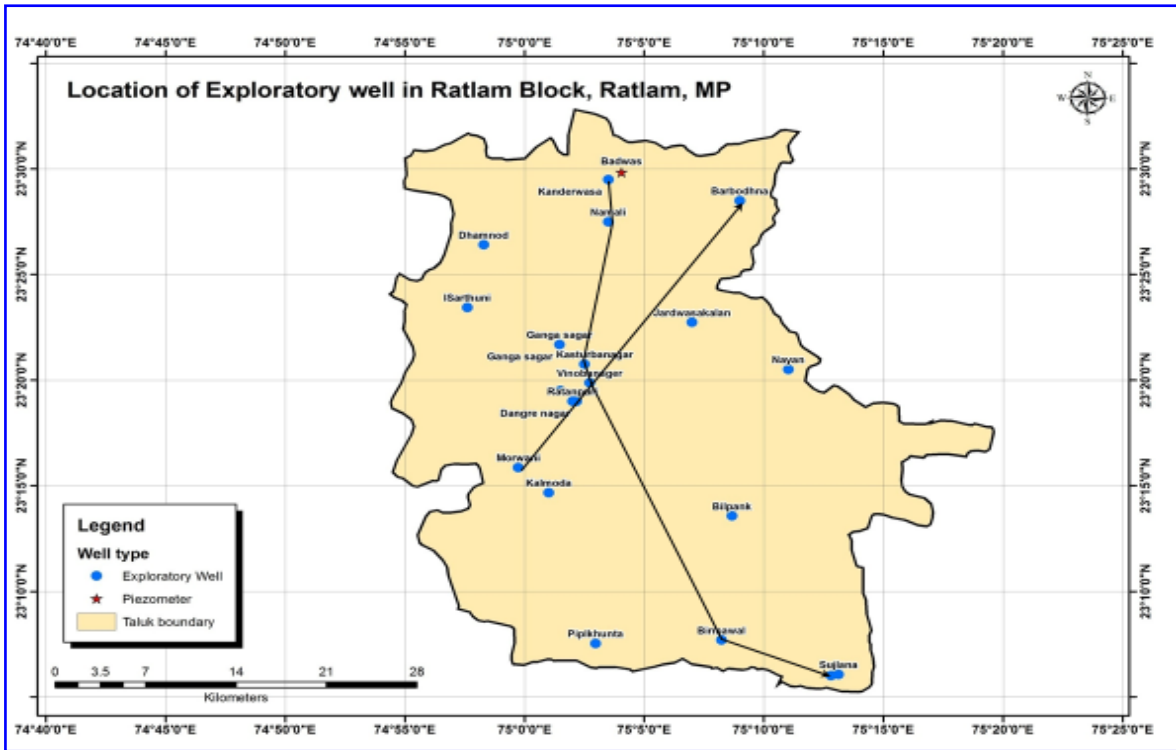 74°40'0"E 74°45'0"E 74°50'0"E 74°55'0"E 75°0'0"E 75°5'0"E 75°10'0"E 75°15'0"E 75°20'0"E 75°25'0"E
Location of Exploratory well in Ratlam Block, Ratlam, MP
N
W E
S
23°30'0"N 23°30'0"N
Badwas
Kanderwasa
Barbodhna
Namali
Dhamnod
23°25'0"N 23°25'0"N
ISarthuni
Jardwasakalan
Ganga sagar
Ganga sagar Kasturbanagar
Nayan
Vinobanager
23°20'0"N 23°20'0"N
Ratanpuri
Dangre nagar
Morwani
Kalmoda
23°15'0"N 23°15'0"N
Bilpank
Legend
Well type
Exploratory Well
Piezometer
Taluk boundary
23°10'0"N 23°10'0"N
Piplkhunta
Birmawal
Sujlana
0 3.5 7 14 21 28
Kilometers
74°40'0"E 74°45'0"E 74°50'0"E 74°55'0"E 75°0'0"E 75°5'0"E 75°10'0"E 75°15'0"E 75°20'0"E 75°25'0"E